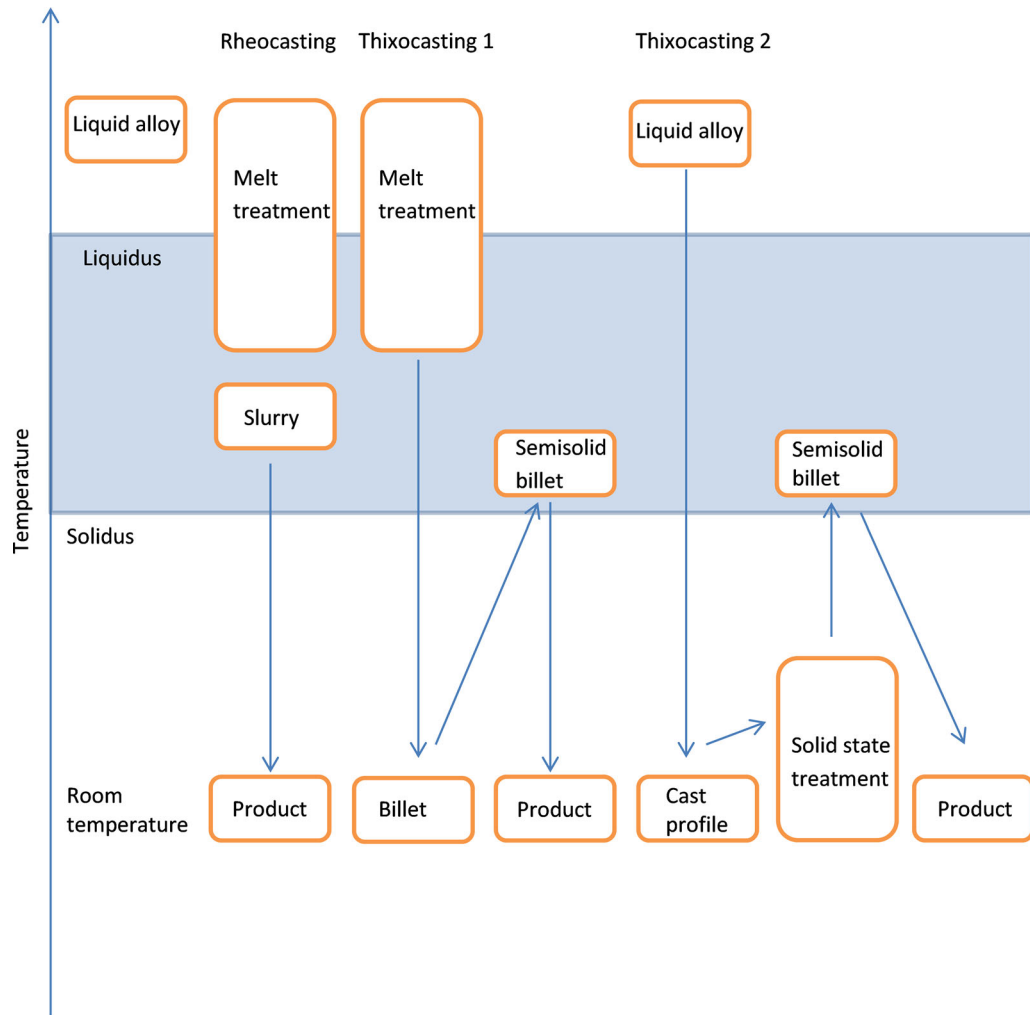 Rheocasting
Thixocasting 1
Thixocasting 2
Liquid alloy
Melt
treatment
Melt
treatment
Liquid alloy
Liquidus
Slurry
Semisolid
billet
Semisolid
billet
Temperature
Solidus
Solid state
treatment
Room
temperature
Product
Billet
Product
Cast
profile
Product